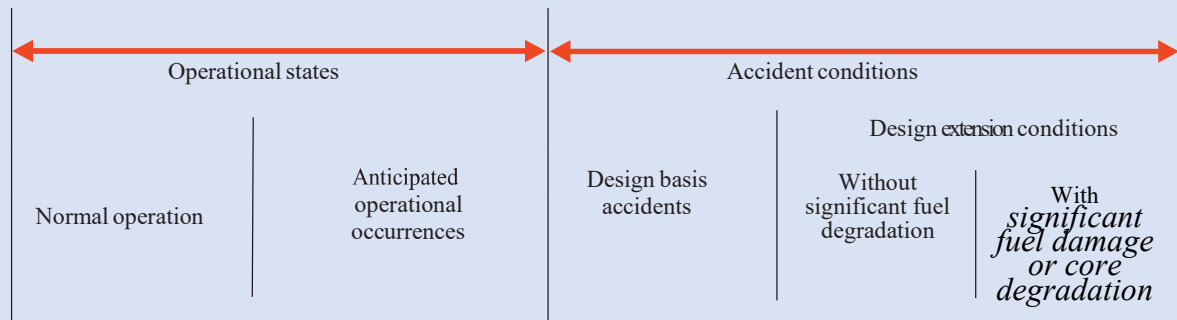 Operational states
Accident conditions
Normal operation
Anticipated
operational
occurrences
Design basis
accidents
Design extension conditions
Without
significant fuel
degradation
With
significant
fuel damage
or core
degradation